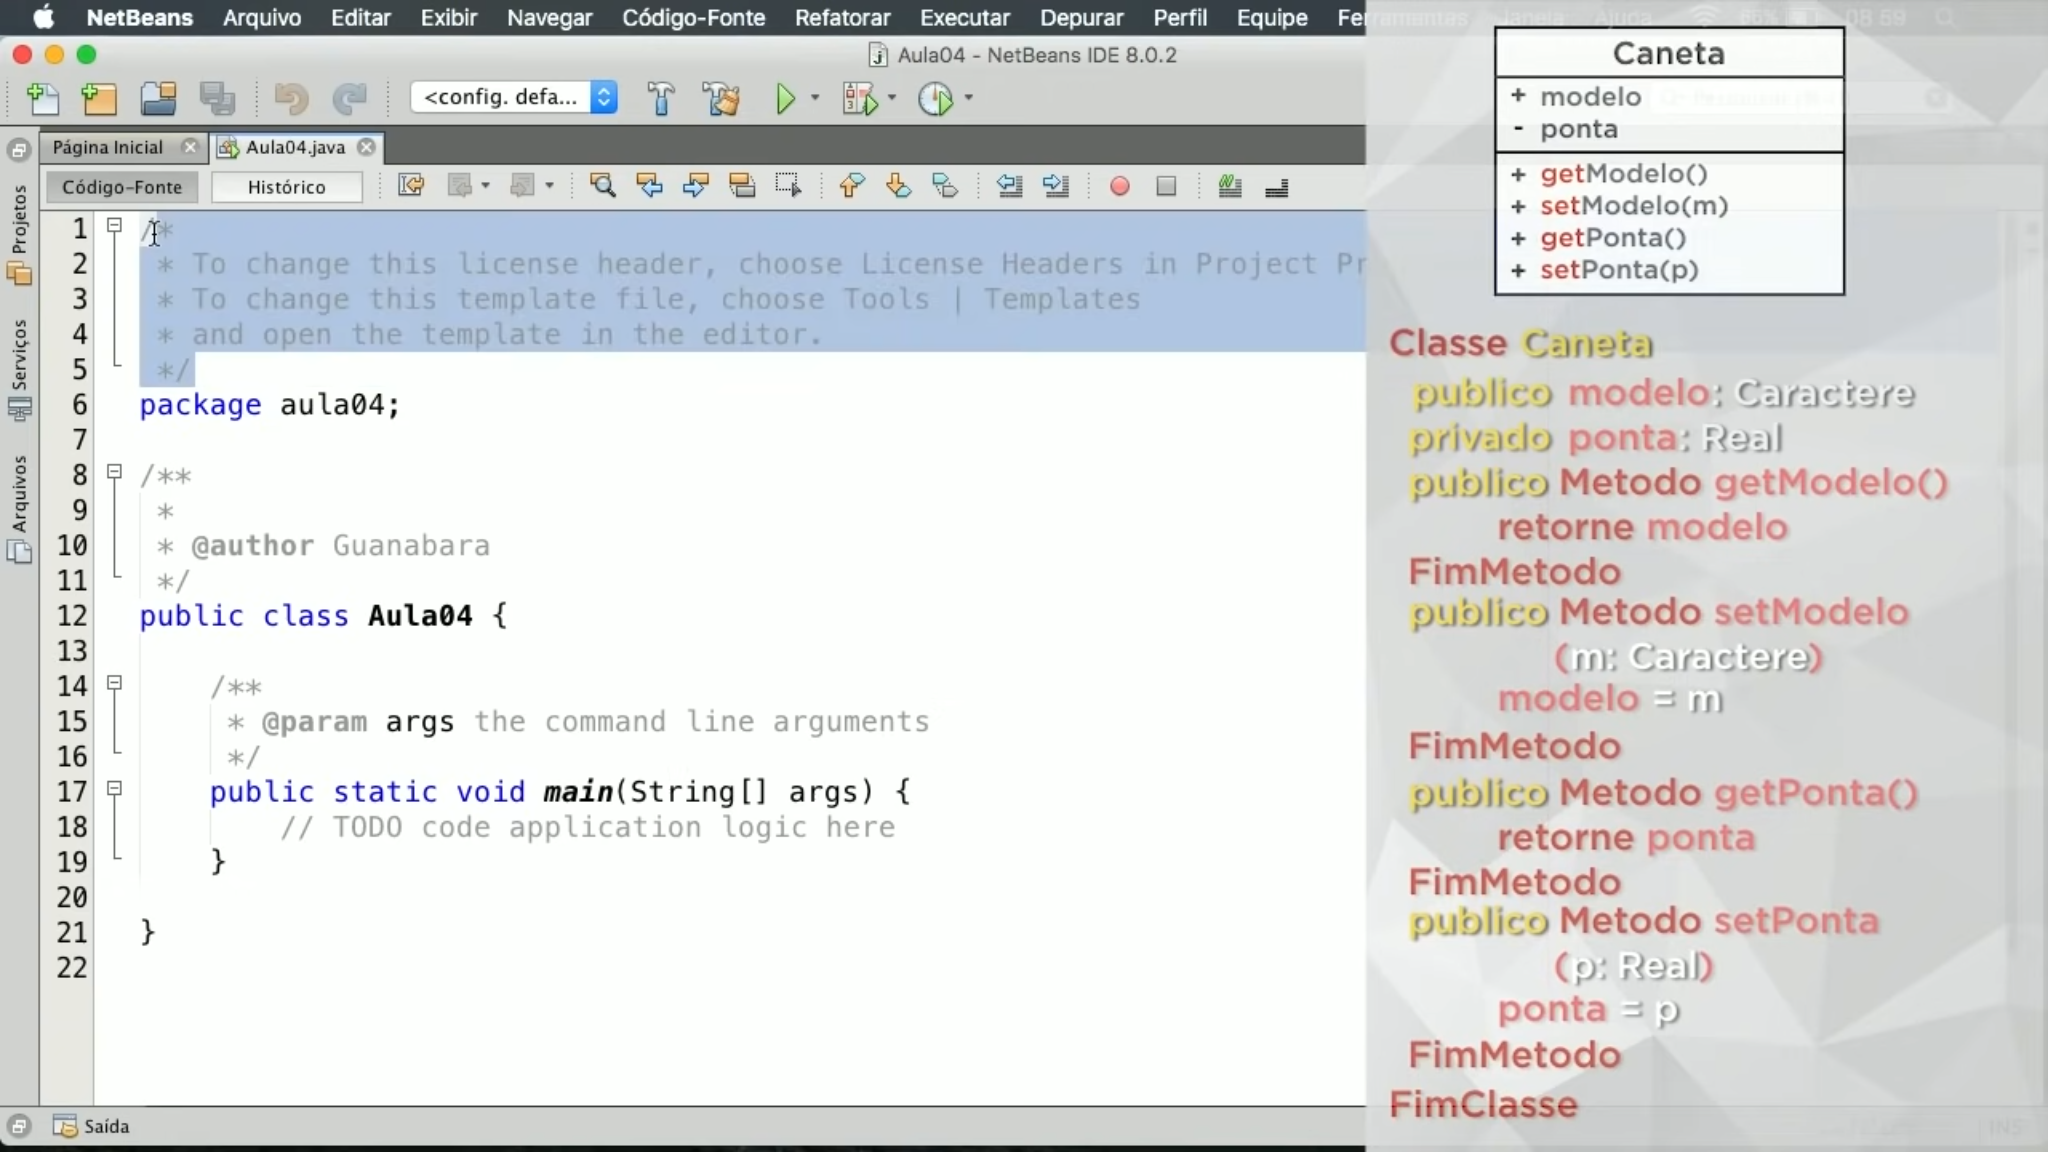 NetBeans Arquivo Editar Exibir Navegar Código-Fonte Refatorar Executar Depurar Perfil Equipe Ferramentas Janela Ajuda
Aula04 - NetBeans IDE 8.0.2
<config. defa...
Página Inicial
Aula04.java
Código-Fonte
Histórico
Projetos
Serviços
Arquivos
1 /*
2 * To change this license header, choose License Headers in Project Pr
3 * To change this template file, choose Tools | Templates
4 * and open the template in the editor.
5 */
6 package aula04;
7
8 /**
9 *
10 * @author Guanabara
11 */
12 public class Aula04 {
13
14 /**
15 * @param args the command line arguments
16 */
17 public static void main(String[] args) {
18 // TODO code application logic here
19 }
20
21 }
22
Saída
Caneta
+ modelo
- ponta
+ getModelo()
+ setModelo(m)
+ getPonta()
+ setPonta(p)
Classe Caneta
publico modelo: Caractere
privado ponta: Real
publico Metodo getModelo()
retorne modelo
FimMetodo
publico Metodo setModelo
(m: Caractere)
modelo = m
FimMetodo
publico Metodo getPonta()
retorne ponta
FimMetodo
publico Metodo setPonta
(p: Real)
ponta = p
FimMetodo
FimClasse
INS